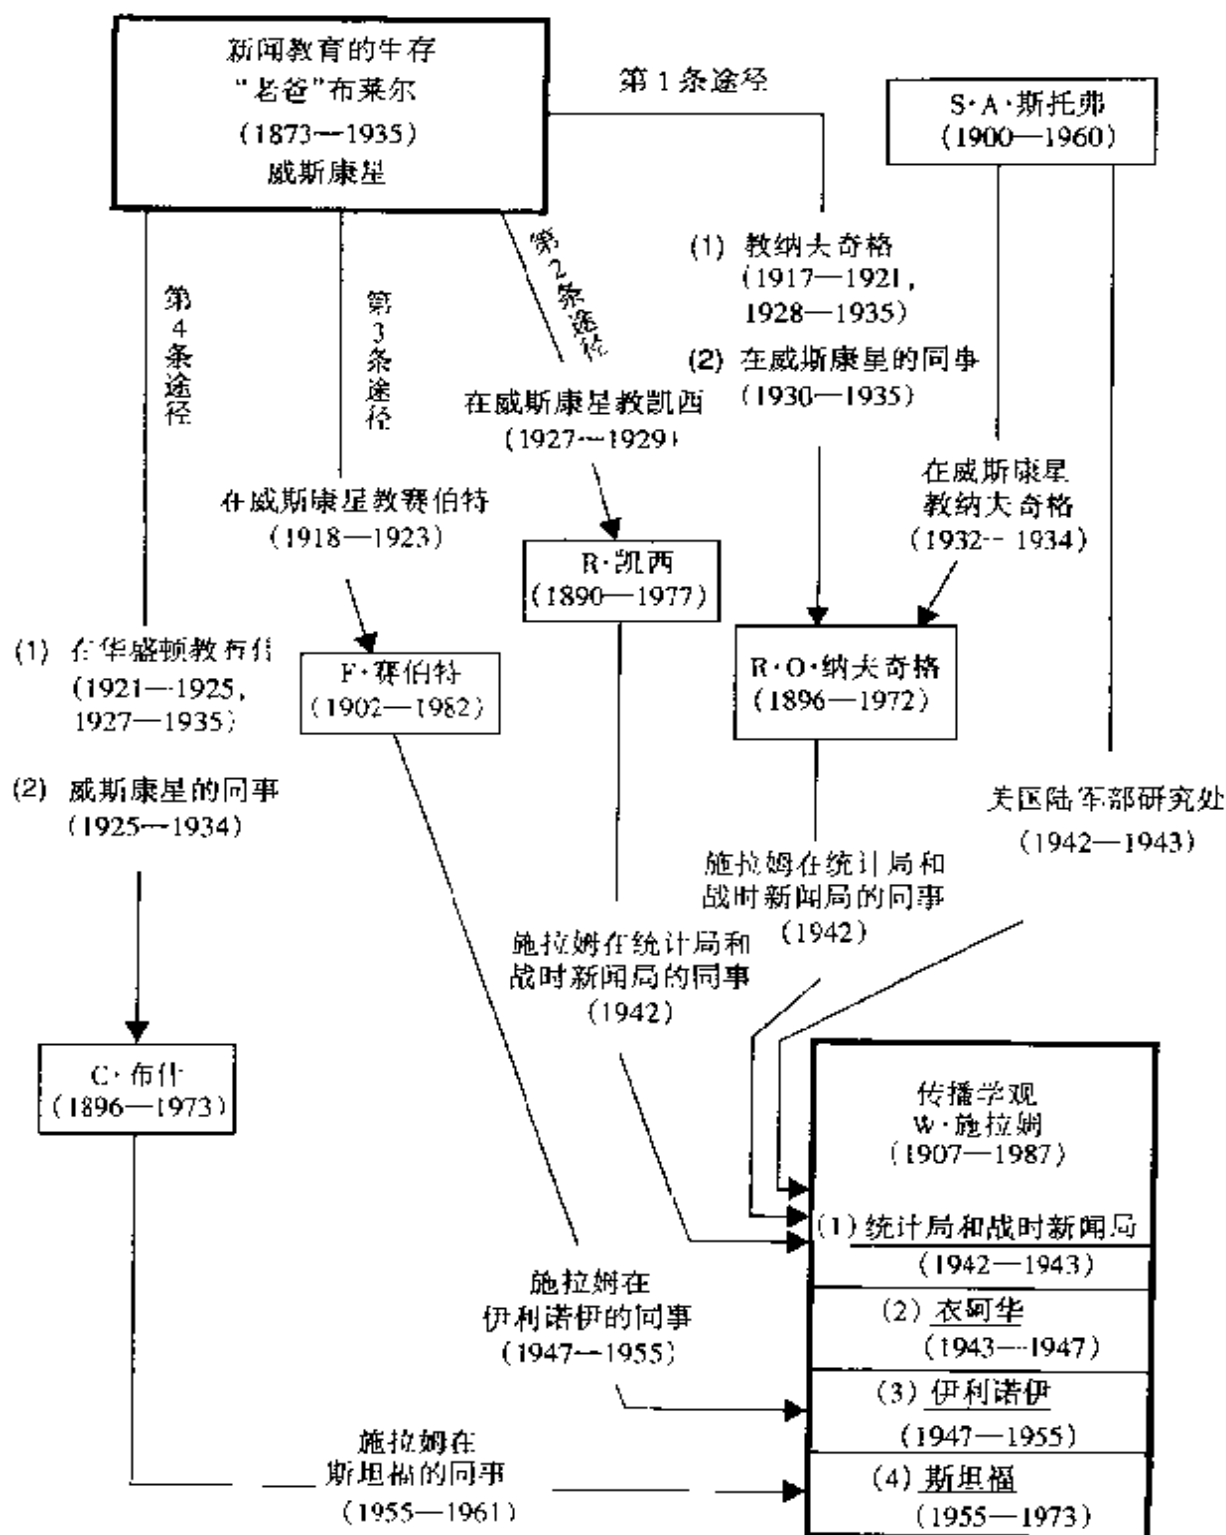 新闻教育的生存
“老爸”布莱尔
(1873—1935)
威斯康星
第1条途径
S·A·斯托弗
(1900—1960)
第2条途径
第3条途径
第4条途径
(1) 教纳夫奇格
(1917—1921,
1928—1935)
(2) 在威斯康星的同事
(1930—1935)
在威斯康星教凯西
(1927—1929)
在威斯康星
教纳夫奇格
(1932—1934)
在威斯康星教赛伯特
(1918—1923)
R·凯西
(1890—1977)
R·O·纳夫奇格
(1896—1972)
(1) 在华盛顿教布什
(1921—1925,
1927—1935)
F·赛伯特
(1902—1982)
(2) 威斯康星的同事
(1925—1934)
美国陆军部研究处
(1942—1943)
施拉姆在统计局和
战时新闻局的同事
(1942)
施拉姆在统计局和
战时新闻局的同事
(1942)
C·布什
(1896—1973)
传播学观
W·施拉姆
(1907—1987)
(1) 统计局和战时新闻局
(1942—1943)
(2) 衣阿华
(1943—1947)
(3) 伊利诺伊
(1947—1955)
(4) 斯坦福
(1955—1973)
施拉姆在
伊利诺伊的同事
(1947—1955)
施拉姆在
斯坦福的同事
(1955—1961)